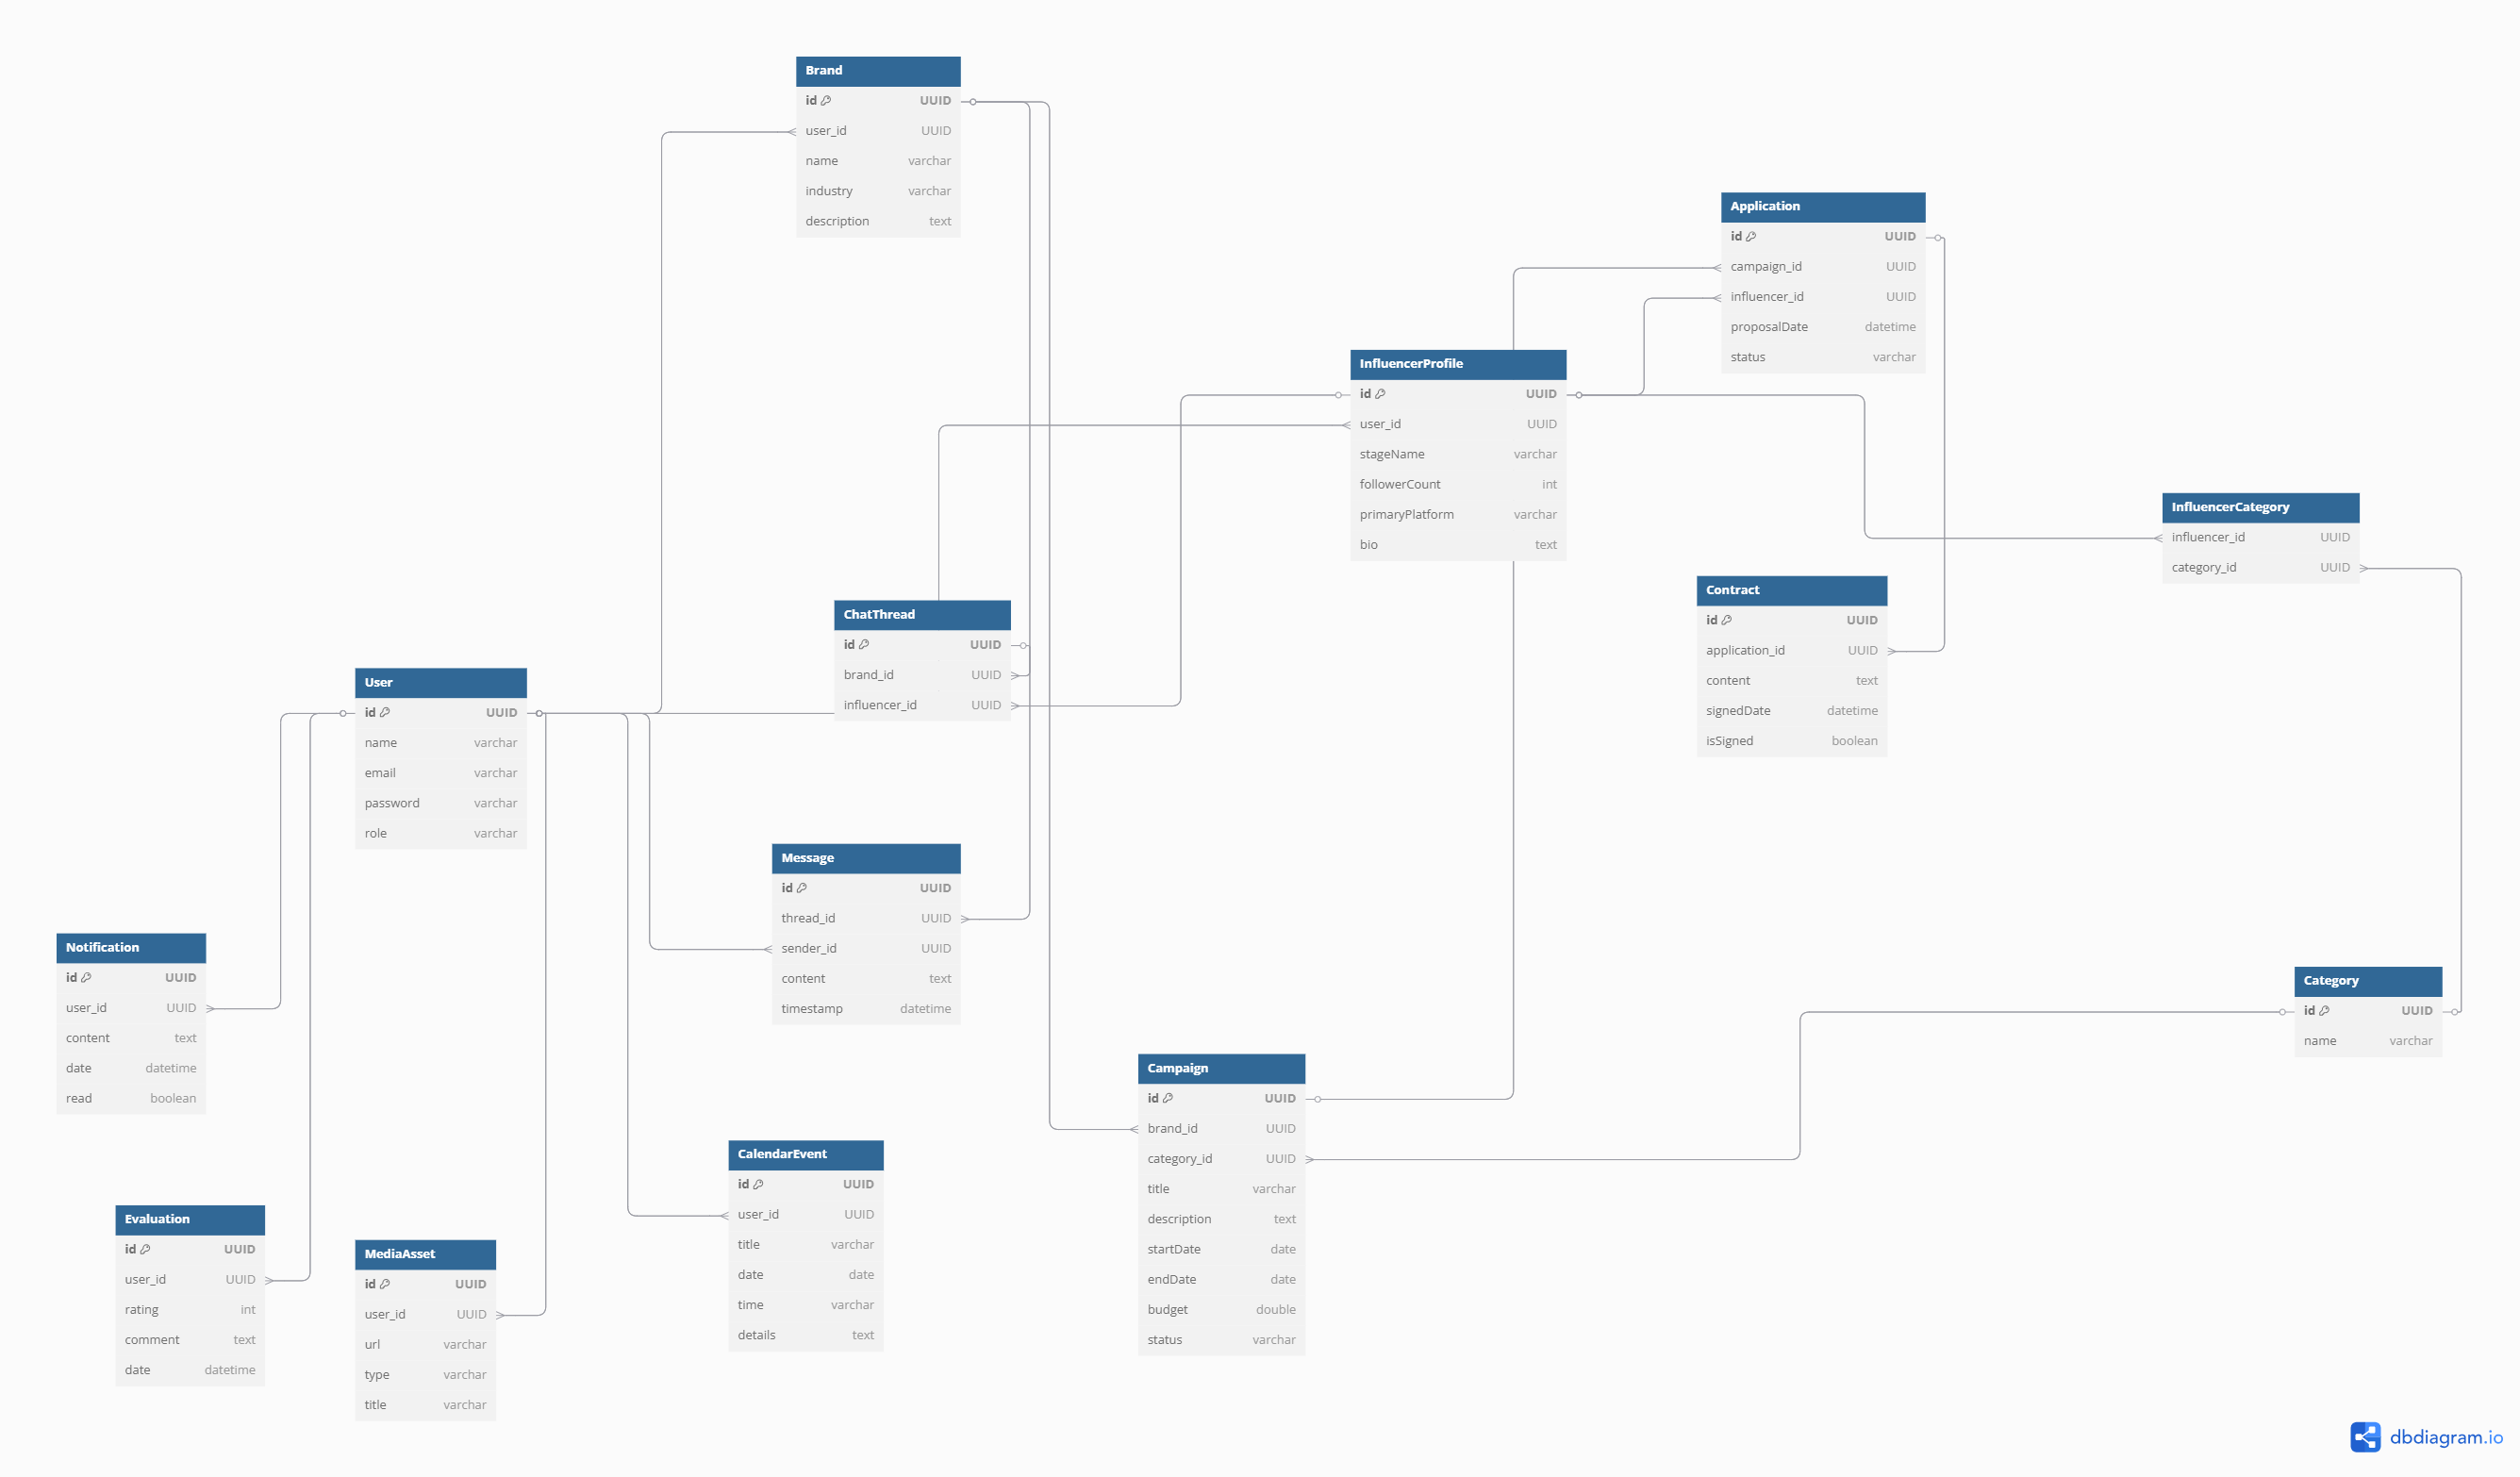 Brand
id UUID
user_id UUID
name varchar
industry varchar
description text
Application
id UUID
campaign_id UUID
influencer_id UUID
proposalDate datetime
status varchar
InfluencerProfile
id UUID
user_id UUID
stageName varchar
followerCount int
primaryPlatform varchar
bio text
InfluencerCategory
influencer_id UUID
category_id UUID
Contract
id UUID
application_id UUID
content text
signedDate datetime
isSigned boolean
ChatThread
id UUID
brand_id UUID
influencer_id UUID
User
id UUID
name varchar
email varchar
password varchar
role varchar
Message
id UUID
thread_id UUID
sender_id UUID
content text
timestamp datetime
Notification
id UUID
user_id UUID
content text
date datetime
read boolean
Category
id UUID
name varchar
Campaign
id UUID
brand_id UUID
category_id UUID
title varchar
description text
startDate date
endDate date
budget double
status varchar
CalendarEvent
id UUID
user_id UUID
title varchar
date date
time varchar
details text
Evaluation
id UUID
user_id UUID
rating int
comment text
date datetime
MediaAsset
id UUID
user_id UUID
url varchar
type varchar
title varchar
dbdiagram.io